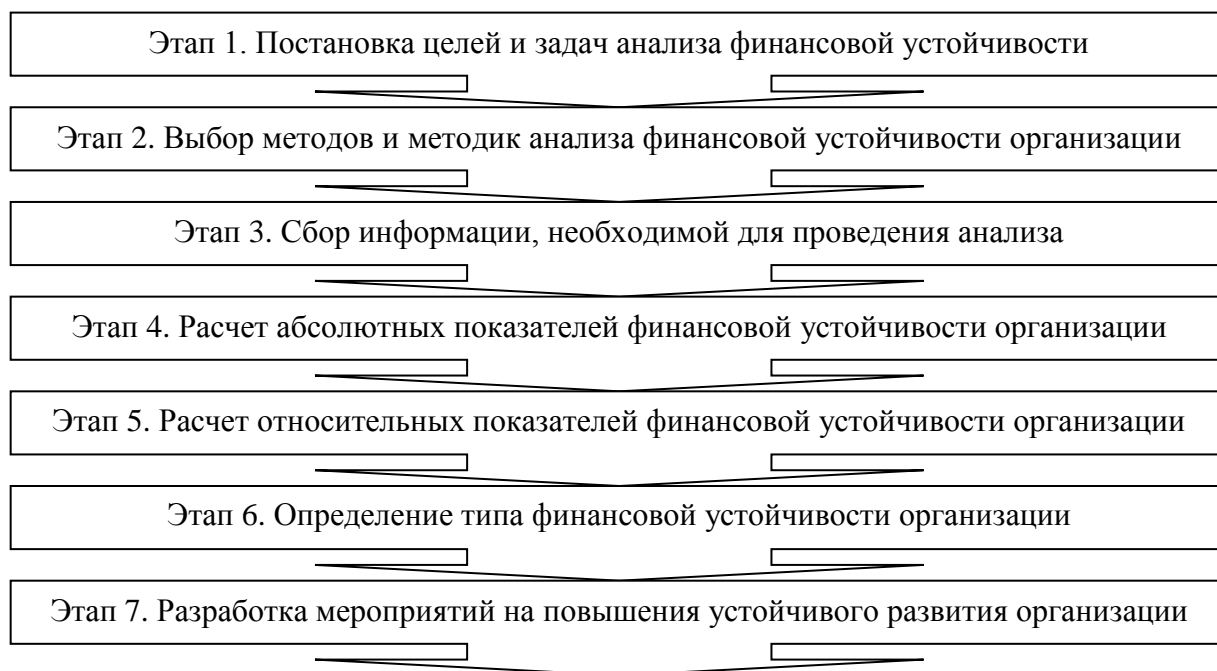 Этап 1. Постановка целей и задач анализа финансовой устойчивости
Этап 2. Выбор методов и методик анализа финансовой устойчивости организации
Этап 3. Сбор информации, необходимой для проведения анализа
Этап 4. Расчет абсолютных показателей финансовой устойчивости организации
Этап 5. Расчет относительных показателей финансовой устойчивости организации
Этап 6. Определение типа финансовой устойчивости организации
Этап 7. Разработка мероприятий на повышения устойчивого развития организации